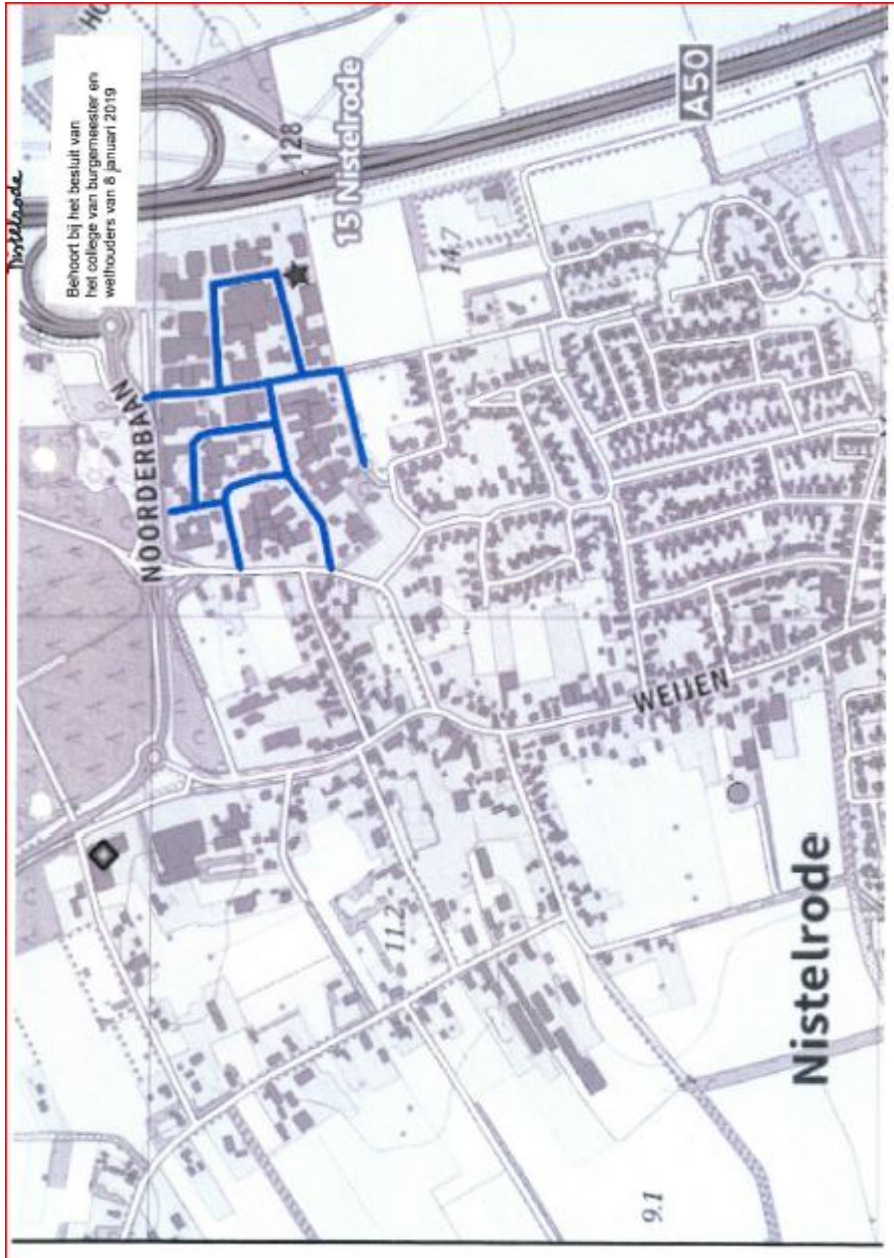 Nistelrode
Behoort bij het besluit van
het college van burgemeester en
wethouders van 8 januari 2019
HO
A50
128
15 Nistelrode
14.7
NOORDERBAAN
WEIJEN
11.2
Nistelrode
9.1